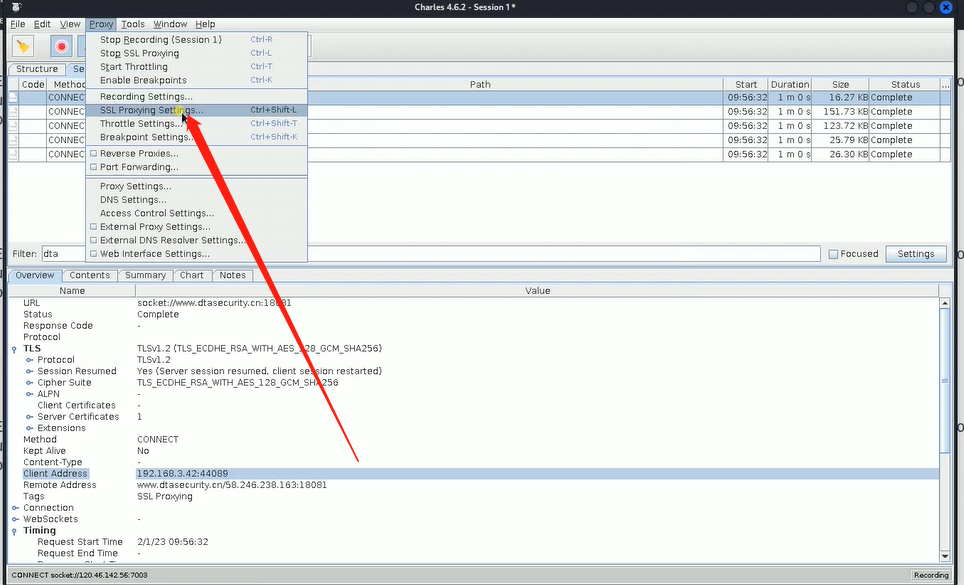 Charles 4.6.2 - Session 1 *
File Edit View Proxy Tools Window Help
Stop Recording (Session 1) Ctrl-R
Stop SSL Proxying Ctrl-L
Start Throttling Ctrl-T
Enable Breakpoints Ctrl-K
Recording Settings...
SSL Proxying Settings... Ctrl+Shift-L
Throttle Settings... Ctrl+Shift-T
Breakpoint Settings... Ctrl+Shift-K
Reverse Proxies...
Port Forwarding...
Proxy Settings...
DNS Settings...
Access Control Settings...
External Proxy Settings...
External DNS Resolver Settings...
Web Interface Settings...
Structure Se
Code Method Path Start Duration Size Status ...
CONNEC 09:56:32 1 m 0 s 16.27 KB Complete
CONNEC 09:56:32 1 m 0 s 151.73 KB Complete
CONNEC 09:56:32 1 m 0 s 123.72 KB Complete
CONNEC 09:56:32 1 m 0 s 25.79 KB Complete
CONNEC 09:56:32 1 m 0 s 26.30 KB Complete
Filter: dta Focused Settings
Overview Contents Summary Chart Notes
Name Value
URL socket://www.dtasecurity.cn:18081
Status Complete
Response Code -
Protocol
TLS TLSv1.2 (TLS_ECDHE_RSA_WITH_AES_128_GCM_SHA256)
Protocol TLSv1.2
Session Resumed Yes (Server session resumed, client session restarted)
Cipher Suite TLS_ECDHE_RSA_WITH_AES_128_GCM_SHA256
ALPN -
Client Certificates -
Server Certificates 1
Extensions
Method CONNECT
Kept Alive No
Content-Type -
Client Address 192.168.3.42:44089
Remote Address www.dtasecurity.cn/58.246.238.163:18081
Tags SSL Proxying
Connection
WebSockets -
Timing
Request Start Time 2/1/23 09:56:32
Request End Time -
CONNECT socket://120.46.142.56:7003 Recording